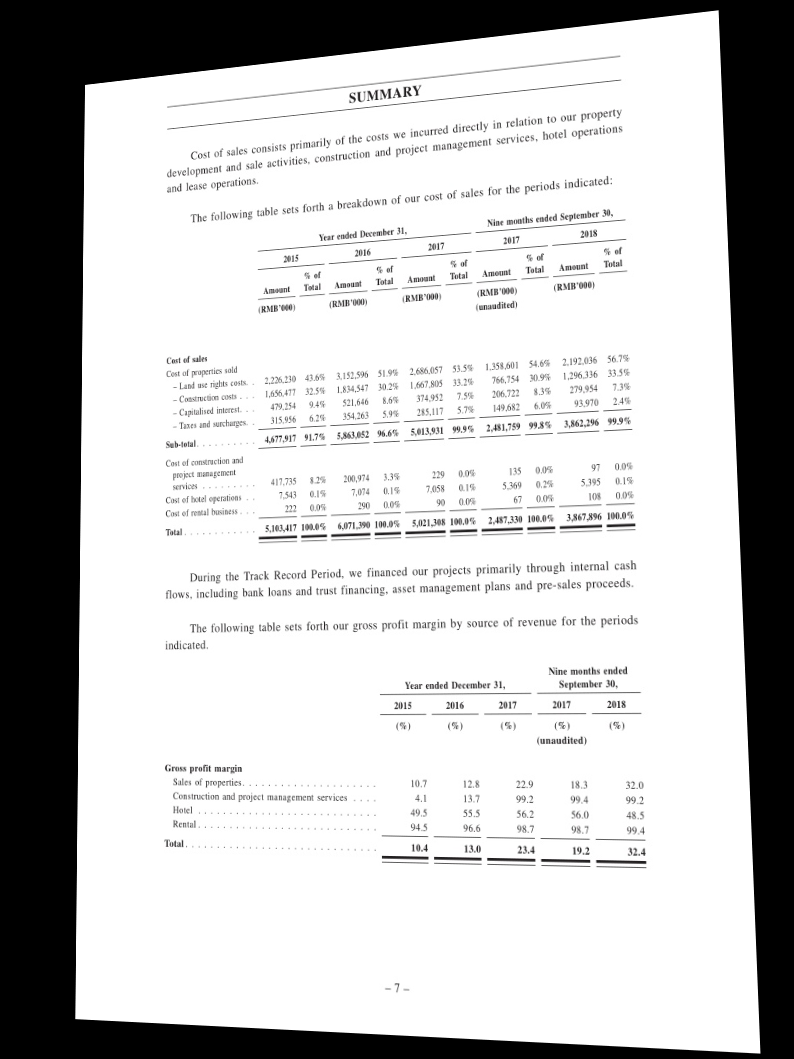 SUMMARY
Cost of sales consists primarily of the costs we incurred directly in relation to our property
development and sale activities, construction and project management services, hotel operations
and lease operations.
The following table sets forth a breakdown of our cost of sales for the periods indicated:
Year ended December 31, Nine months ended September 30,
2015 2016 2017 2017 2018
Amount % of Total Amount % of Total Amount % of Total Amount % of Total Amount % of Total
(RMB'000) (RMB'000) (RMB'000) (RMB'000) (RMB'000)
(unaudited)
Cost of sales
Cost of properties sold
– Land use rights costs. . 2,226,230 43.6% 3,152,596 51.9% 2,686,057 53.5% 1,358,601 54.6% 2,192,036 56.7%
– Construction costs . . . 1,656,477 32.5% 1,834,547 30.2% 1,667,805 33.2% 766,754 30.9% 1,296,336 33.5%
– Capitalised interest. . . 479,254 9.4% 521,646 8.6% 374,952 7.5% 206,722 8.3% 279,954 7.3%
– Taxes and surcharges. . 315,956 6.2% 354,263 5.9% 285,117 5.7% 149,682 6.0% 93,970 2.4%
Sub-total. . . . . . . . . . 4,677,917 91.7% 5,863,052 96.6% 5,013,931 99.9% 2,481,759 99.8% 3,862,296 99.9%
Cost of construction and
project management
services . . . . . . . . . 417,735 8.2% 200,974 3.3% 229 0.0% 135 0.0% 97 0.0%
Cost of hotel operations . . 7,543 0.1% 7,074 0.1% 7,058 0.1% 5,369 0.2% 5,395 0.1%
Cost of rental business . . . 222 0.0% 290 0.0% 90 0.0% 67 0.0% 108 0.0%
Total . . . . . . . . . . . . 5,103,417 100.0% 6,071,390 100.0% 5,021,308 100.0% 2,487,330 100.0% 3,867,896 100.0%
During the Track Record Period, we financed our projects primarily through internal cash
flows, including bank loans and trust financing, asset management plans and pre-sales proceeds.
The following table sets forth our gross profit margin by source of revenue for the periods
indicated.
Year ended December 31, Nine months ended September 30,
2015 2016 2017 2017 2018
(%) (%) (%) (%) (%)
(unaudited)
Gross profit margin
Sales of properties. . . . . . . . . . . . . . . . . . . . . 10.7 12.8 22.9 18.3 32.0
Construction and project management services . . . . 4.1 13.7 99.2 99.4 99.2
Hotel . . . . . . . . . . . . . . . . . . . . . . . . . . . . 49.5 55.5 56.2 56.0 48.5
Rental . . . . . . . . . . . . . . . . . . . . . . . . . . . . 94.5 96.6 98.7 98.7 99.4
Total . . . . . . . . . . . . . . . . . . . . . . . . . . . . . . 10.4 13.0 23.4 19.2 32.4
– 7 –